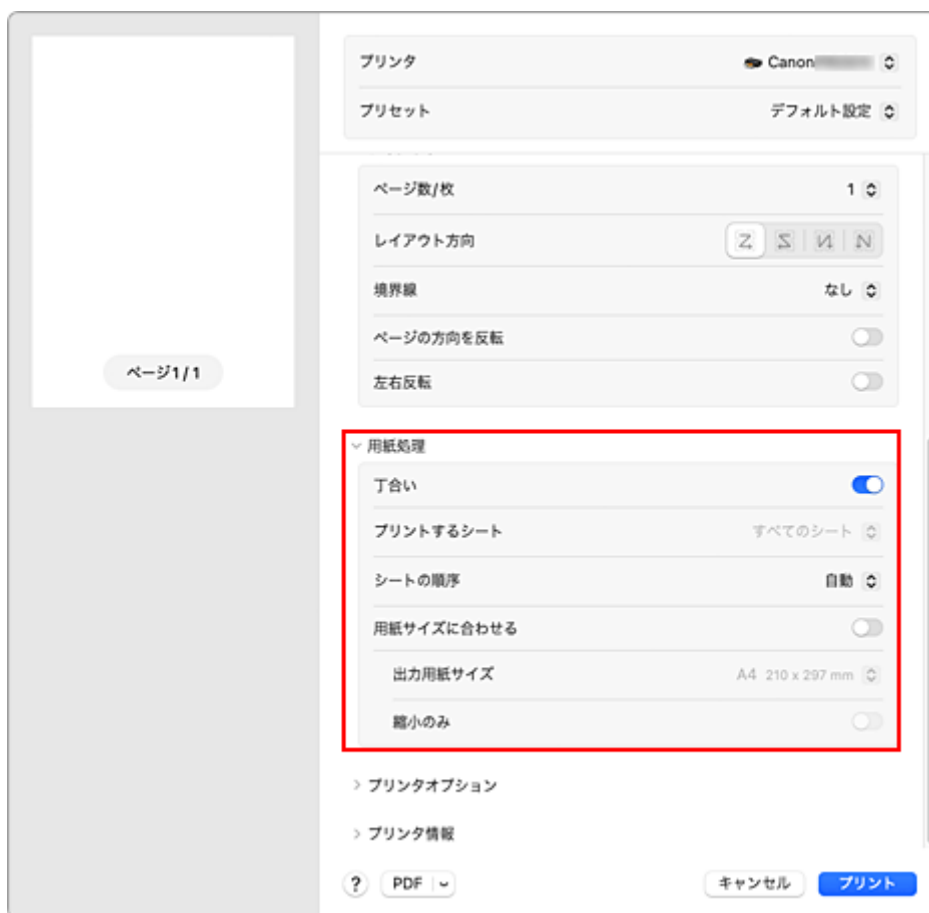 プリンタ Canon
プリセット デフォルト設定
ページ数/枚 1
レイアウト方向
境界線 なし
ページの方向を反転
ページ1/1
左右反転
用紙処理
丁合い
プリントするシート すべてのシート
シートの順序 自動
用紙サイズに合わせる
出力用紙サイズ A4 210 x 297 mm
縮小のみ
プリンタオプション
プリンタ情報
? PDF キャンセル プリント